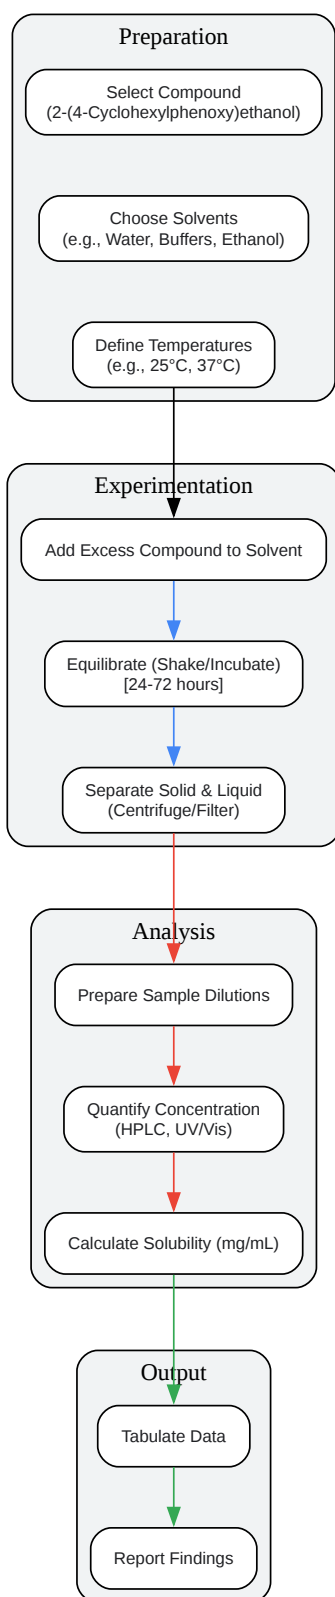 Preparation
Select Compound
(2-(4-Cyclohexylphenoxy)ethanol)
Choose Solvents
(e.g., Water, Buffers, Ethanol)
Define Temperatures
(e.g., 25°C, 37°C)
Experimentation
Add Excess Compound to Solvent
Equilibrate (Shake/Incubate)
[24-72 hours]
Separate Solid & Liquid
(Centrifuge/Filter)
Analysis
Prepare Sample Dilutions
Quantify Concentration
(HPLC, UV/Vis)
Calculate Solubility (mg/mL)
Output
Tabulate Data
Report Findings